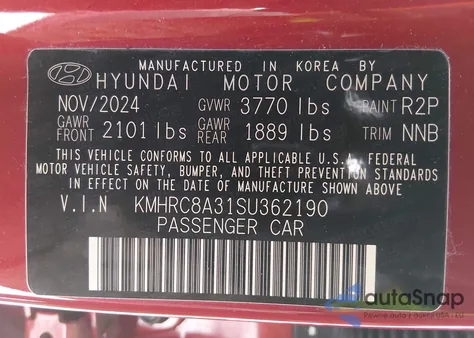 MANUFACTURED IN KOREA BY
HYUNDAI MOTOR COMPANY
NOV/2024 GVWR 3770 lbs PAINT R2P
GAWR FRONT 2101 lbs GAWR REAR 1889 lbs TRIM NNB
THIS VEHICLE CONFORMS TO ALL APPLICABLE U.S.A. FEDERAL
MOTOR VEHICLE SAFETY, BUMPER, AND THEFT PREVENTION STANDARDS
IN EFFECT ON THE DATE OF MANUFACTURE SHOWN ABOVE.
V.I.N KMHRC8A31SU362190
PASSENGER CAR
autoSnap